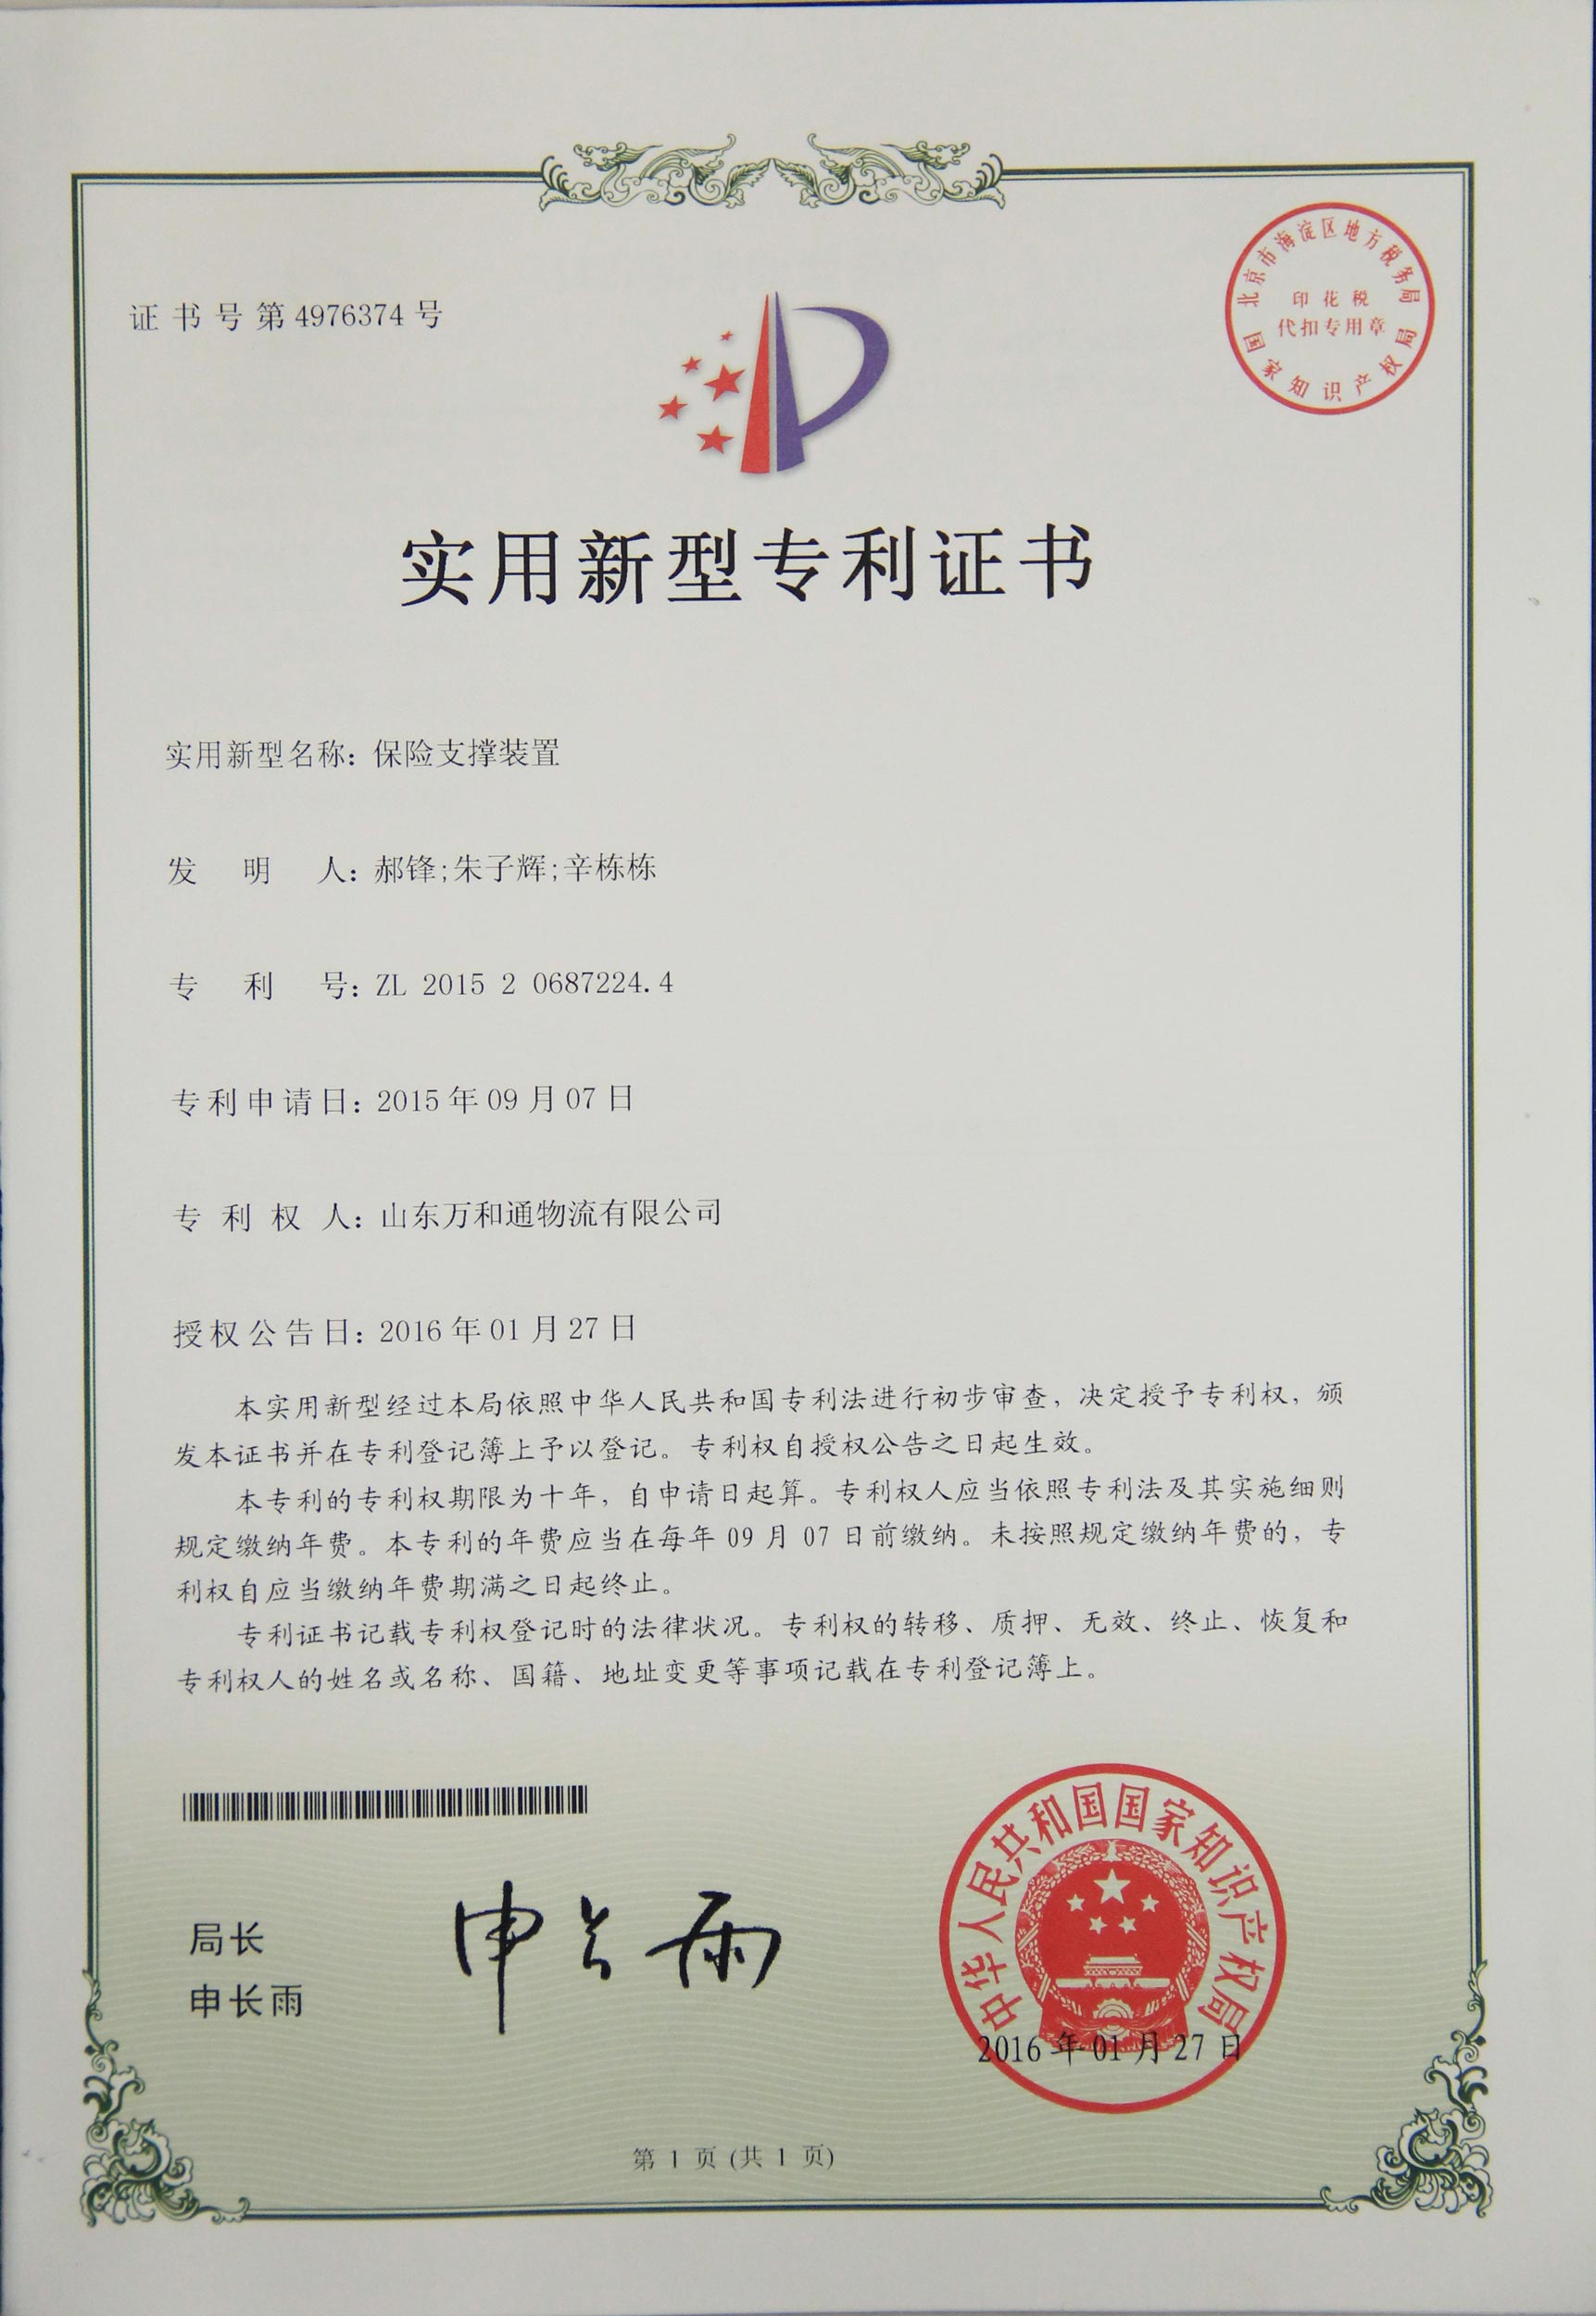 证书号第4976374号
北京市海淀区地方税务局
印花税
代扣专用章
国家知识产权局
实用新型专利证书
实用新型名称：保险支撑装置
发明人：郝锋;朱子辉;辛栋栋
专利号：ZL 2015 2 0687224.4
专利申请日：2015年09月07日
专利权人：山东万和通物流有限公司
授权公告日：2016年01月27日
本实用新型经过本局依照中华人民共和国专利法进行初步审查，决定授予专利权，颁
发本证书并在专利登记簿上予以登记。专利权自授权公告之日起生效。
本专利的专利权期限为十年，自申请日起算。专利权人应当依照专利法及其实施细则
规定缴纳年费。本专利的年费应当在每年09月07日前缴纳。未按照规定缴纳年费的，专
利权自应当缴纳年费期满之日起终止。
专利证书记载专利权登记时的法律状况。专利权的转移、质押、无效、终止、恢复和
专利权人的姓名或名称、国籍、地址变更等事项记载在专利登记簿上。
局长
申长雨
申长雨
中华人民共和国国家知识产权局
2016年01月27日
第1页(共1页)